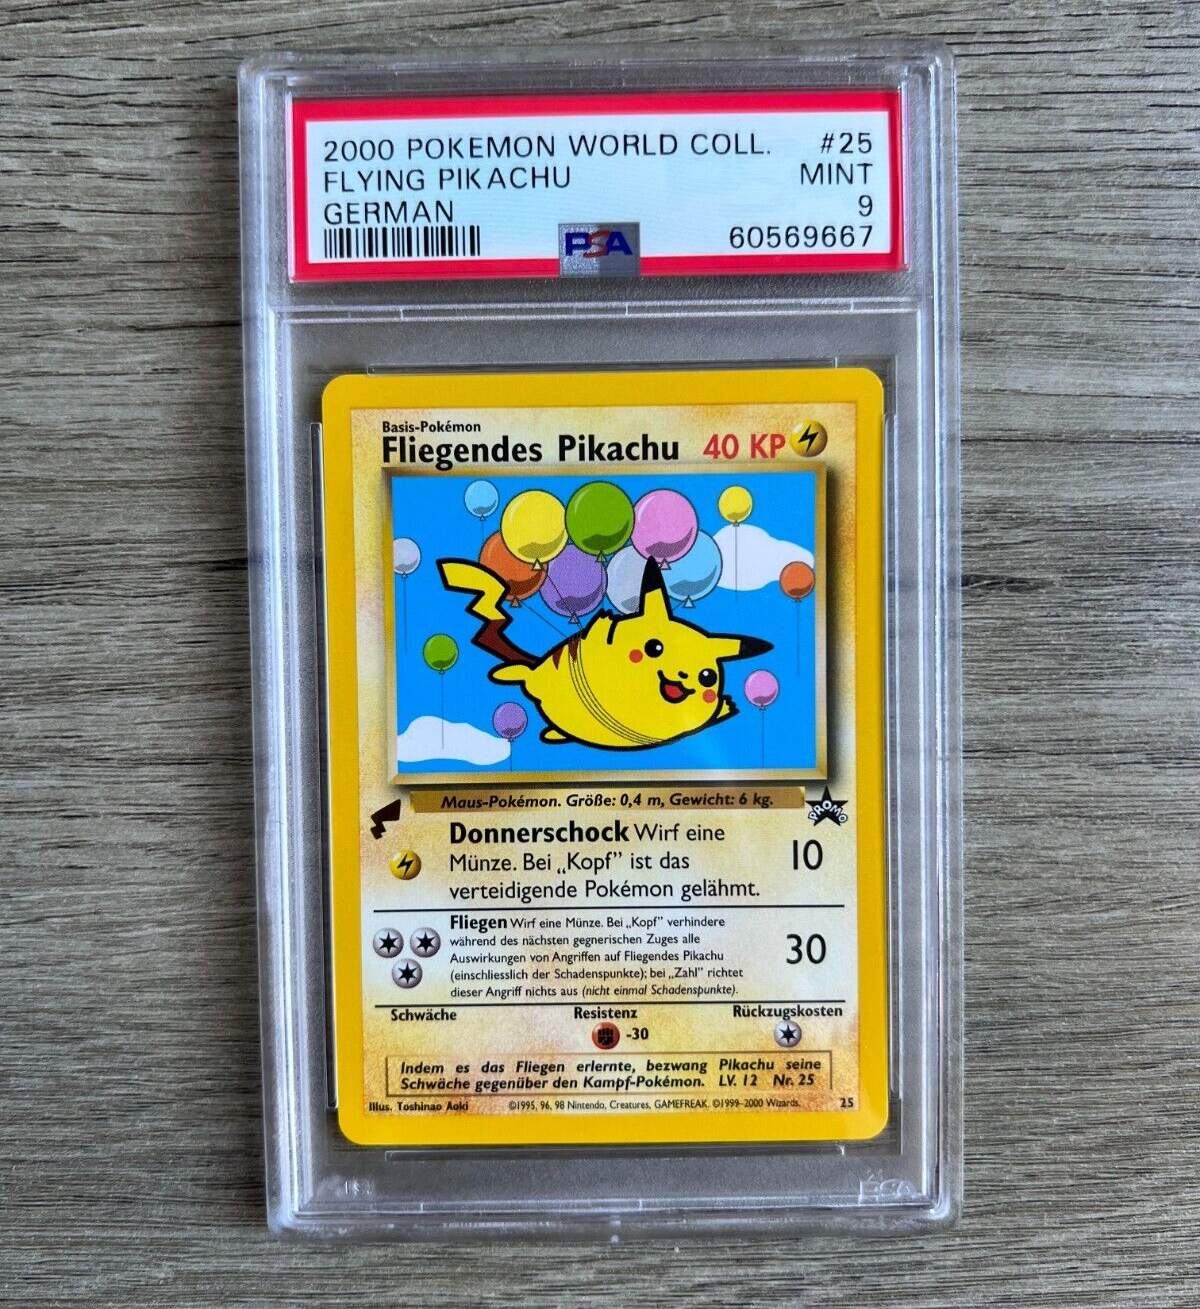 2000 POKEMON WORLD COLL. #25
FLYING PIKACHU MINT
GERMAN 9
PSA 60569667
Basis-Pokémon
Fliegendes Pikachu 40 KP
Maus-Pokémon. Größe: 0,4 m, Gewicht: 6 kg.
PROMO
Donnerschock Wirf eine
Münze. Bei „Kopf” ist das 10
verteidigende Pokémon gelähmt.
Fliegen Wirf eine Münze. Bei „Kopf” verhindere
während des nächsten gegnerischen Zuges alle
Auswirkungen von Angriffen auf Fliegendes Pikachu 30
(einschliesslich der Schadenspunkte); bei „Zahl” richtet
dieser Angriff nichts aus (nicht einmal Schadenspunkte).
Schwäche Resistenz Rückzugskosten
-30
Indem es das Fliegen erlernte, bezwang Pikachu seine
Schwäche gegenüber den Kampf-Pokémon. LV. 12 Nr. 25
Illus. Toshinao Aoki ©1995, 96, 98 Nintendo, Creatures, GAMEFREAK. ©1999-2000 Wizards. 25